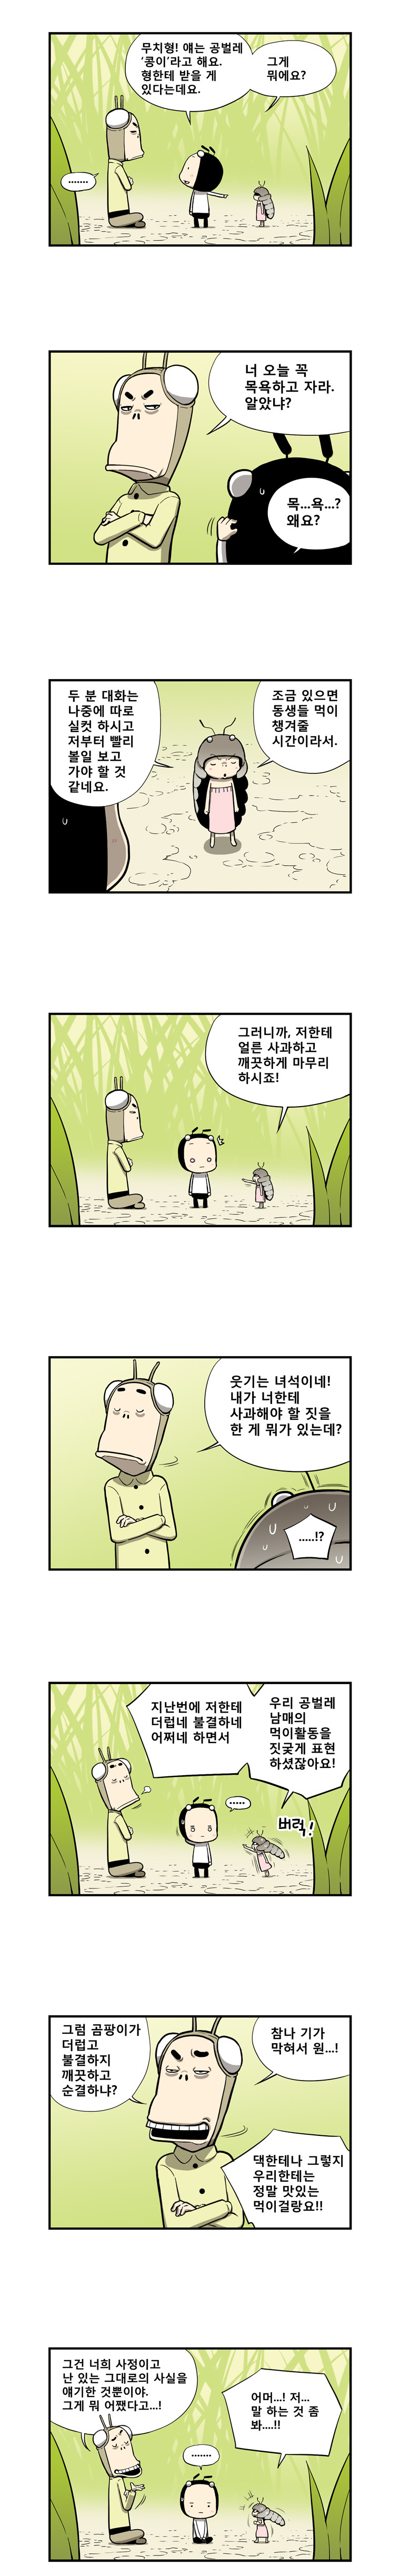 무치형! 얘는 공벌레
'콩이'라고 해요.
형한테 받을 게
있다는데요.
그게
뭐에요?
.......
너 오늘 꼭
목욕하고 자라.
알았냐?
목...욕...?
왜요?
두 분 대화는
나중에 따로
실컷 하시고
저부터 빨리
볼일 보고
가야 할 것
같네요.
조금 있으면
동생들 먹이
챙겨줄
시간이라서.
그러니까, 저한테
얼른 사과하고
깨끗하게 마무리
하시죠!
웃기는 녀석이네!
내가 너한테
사과해야 할 짓을
한 게 뭐가 있는데?
.....!?
지난번에 저한테
더럽네 불결하네
어쩌네 하면서
우리 공벌레
남매의
먹이활동을
짓궂게 표현
하셨잖아요!
.....
버럭!
그럼 곰팡이가
더럽고
불결하지
깨끗하고
순결하냐?
참나 기가
막혀서 원...!
댁한테나 그렇지
우리한테는
정말 맛있는
먹이걸랑요!!
그건 너희 사정이고
난 있는 그대로의 사실을
얘기한 것뿐이야.
그게 뭐 어쨌다고...!
어머...! 저...
말 하는 것 좀
봐....!!
.......